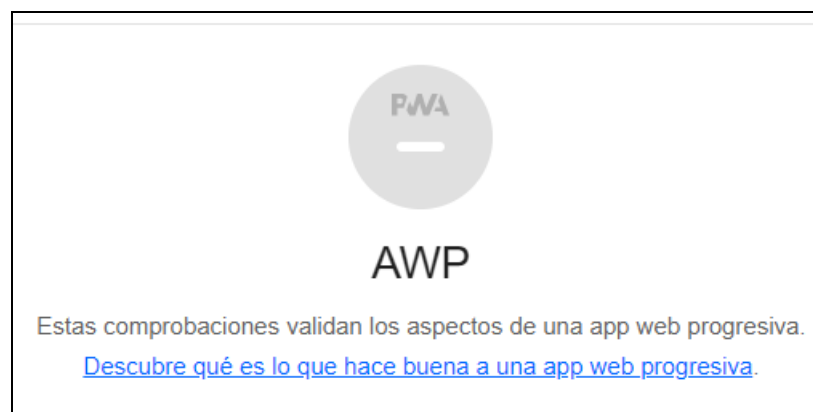 PWA
AWP
Estas comprobaciones validan los aspectos de una app web progresiva.
Descubre qué es lo que hace buena a una app web progresiva.